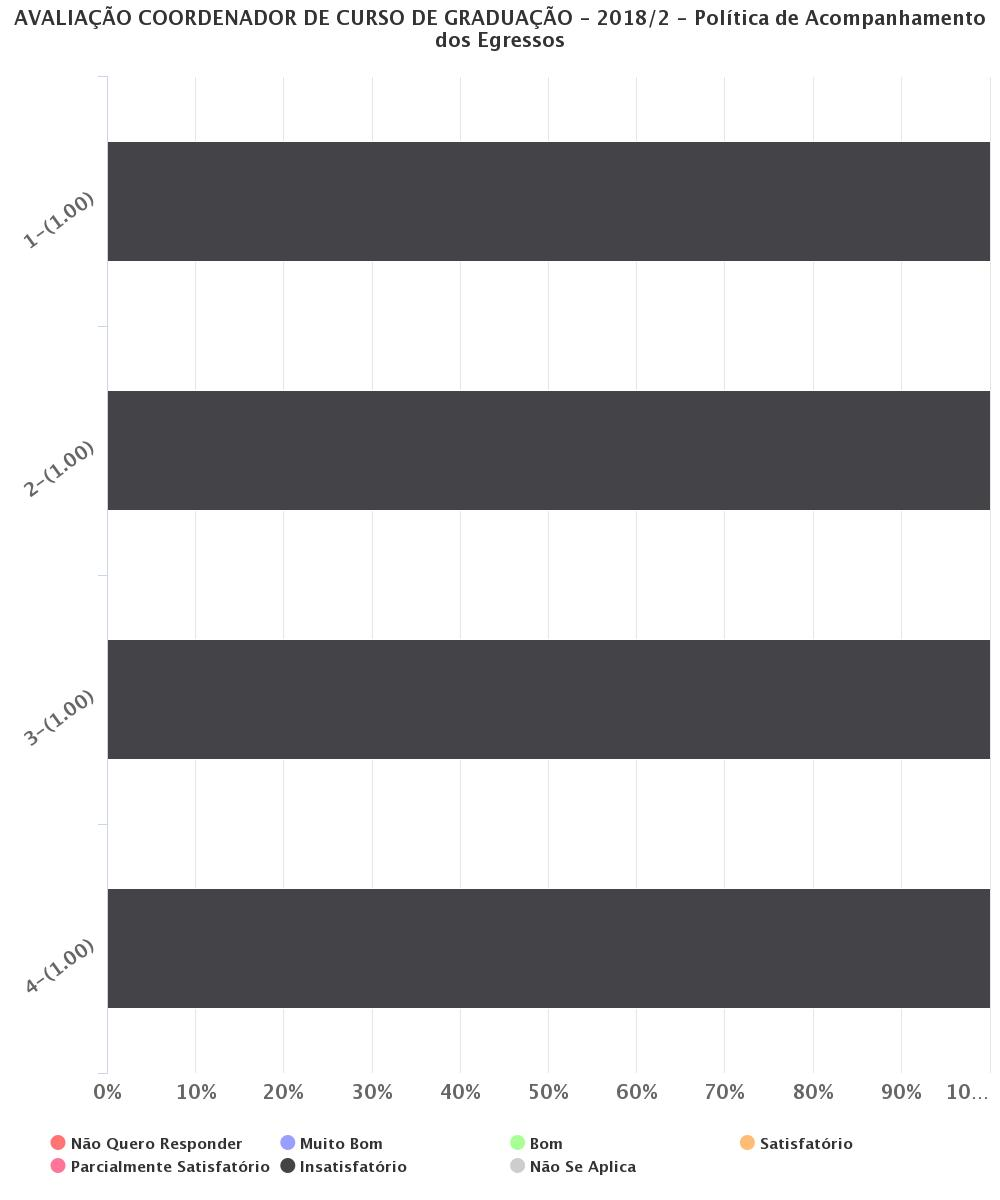 AVALIAÇÃO COORDENADOR DE CURSO DE GRADUAÇÃO - 2018/2 - Política de Acompanhamento
dos Egressos
1-(1.00)
2-(1.00)
3-(1.00)
4-(1.00)
0% 10% 20% 30% 40% 50% 60% 70% 80% 90% 10...
Não Quero Responder Muito Bom Bom Satisfatório
Parcialmente Satisfatório Insatisfatório Não Se Aplica